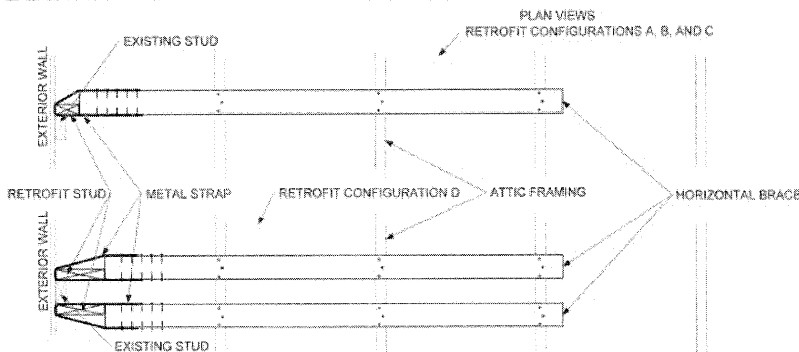 PLAN VIEWS
RETROFIT CONFIGURATIONS A, B, AND C
EXISTING STUD
EXTERIOR WALL
RETROFIT STUD
METAL STRAP
RETROFIT CONFIGURATION D
ATTIC FRAMING
HORIZONTAL BRACE
EXTERIOR WALL
EXISTING STUD